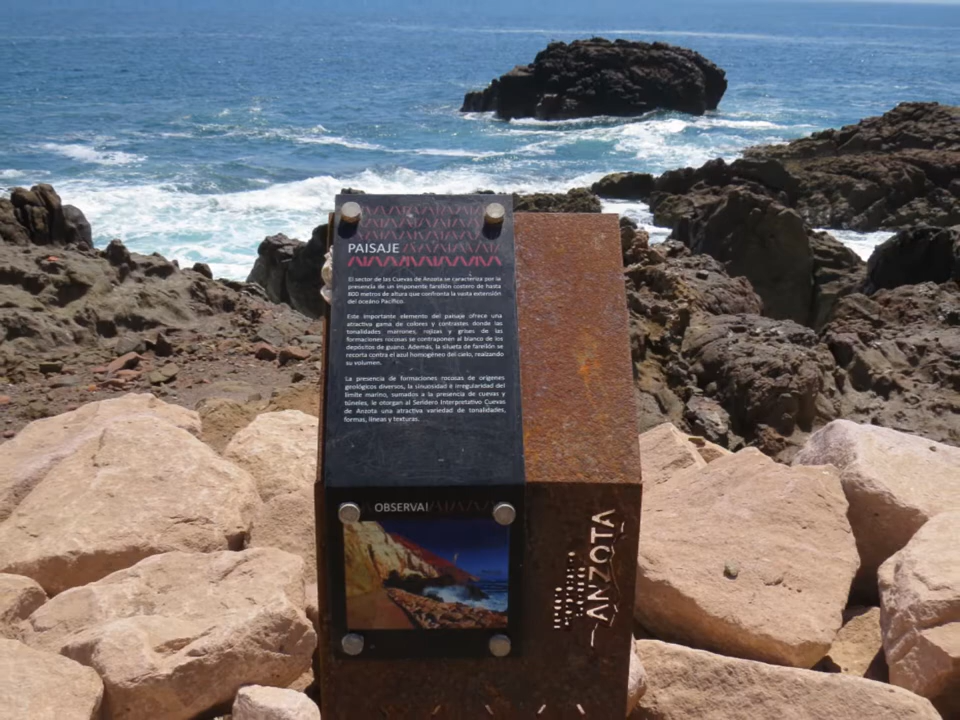 PAISAJE
El sector de las Cuevas de Anzota se caracteriza por la
presencia de un imponente farellón costero de hasta
800 metros de altura que confronta la vasta extensión
del océano Pacífico.
Este importante elemento del paisaje ofrece una
atractiva gama de colores y contrastes donde las
tonalidades marrones, rojizas y grises de las
formaciones rocosas se contraponen al blanco de los
depósitos de guano. Además, la silueta de farellón se
recorta contra el azul homogéneo del cielo, realzando
su volumen.
La presencia de formaciones rocosas de orígenes
geológicos diversos, la sinuosidad e irregularidad del
límite marino, sumados a la presencia de cuevas y
túneles, le otorgan al Sendero Interpretativo Cuevas
de Anzota una atractiva variedad de tonalidades,
formas, líneas y texturas.
OBSERVA!
ANZOTA